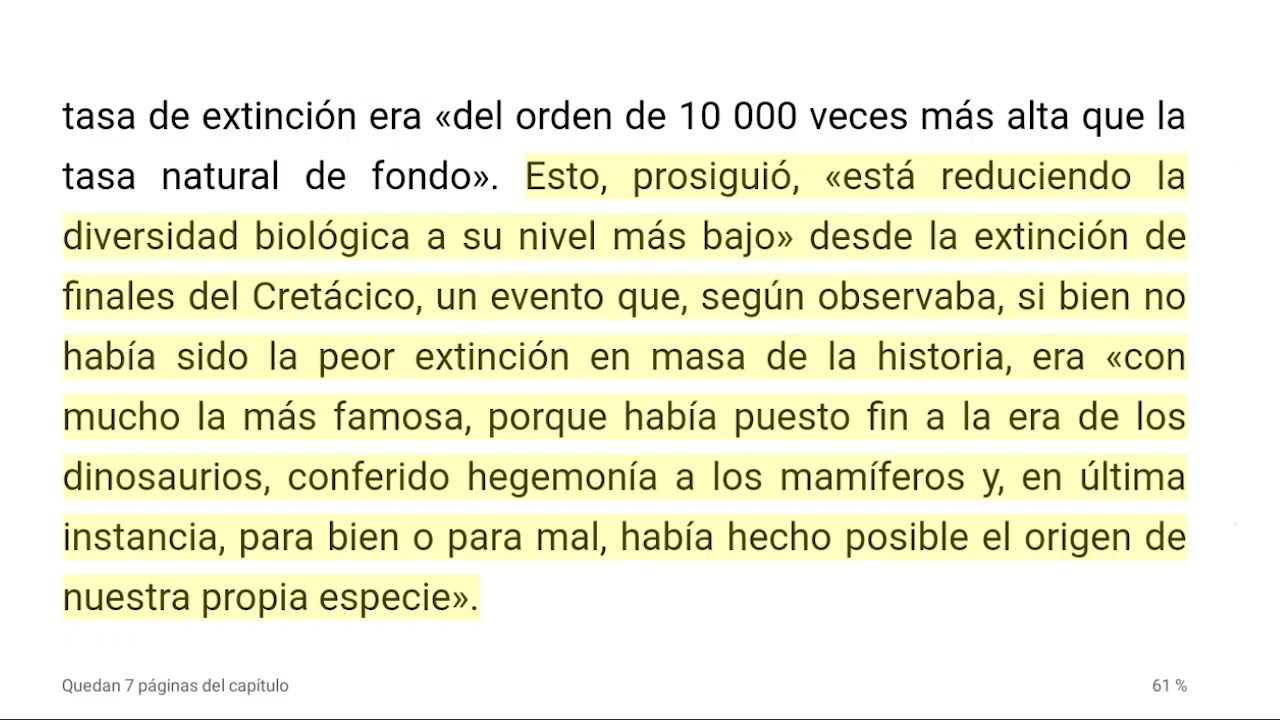 tasa de extinción era «del orden de 10 000 veces más alta que la
tasa natural de fondo». Esto, prosiguió, «está reduciendo la
diversidad biológica a su nivel más bajo» desde la extinción de
finales del Cretácico, un evento que, según observaba, si bien no
había sido la peor extinción en masa de la historia, era «con
mucho la más famosa, porque había puesto fin a la era de los
dinosaurios, conferido hegemonía a los mamíferos y, en última
instancia, para bien o para mal, había hecho posible el origen de
nuestra propia especie».
Quedan 7 páginas del capítulo
61 %